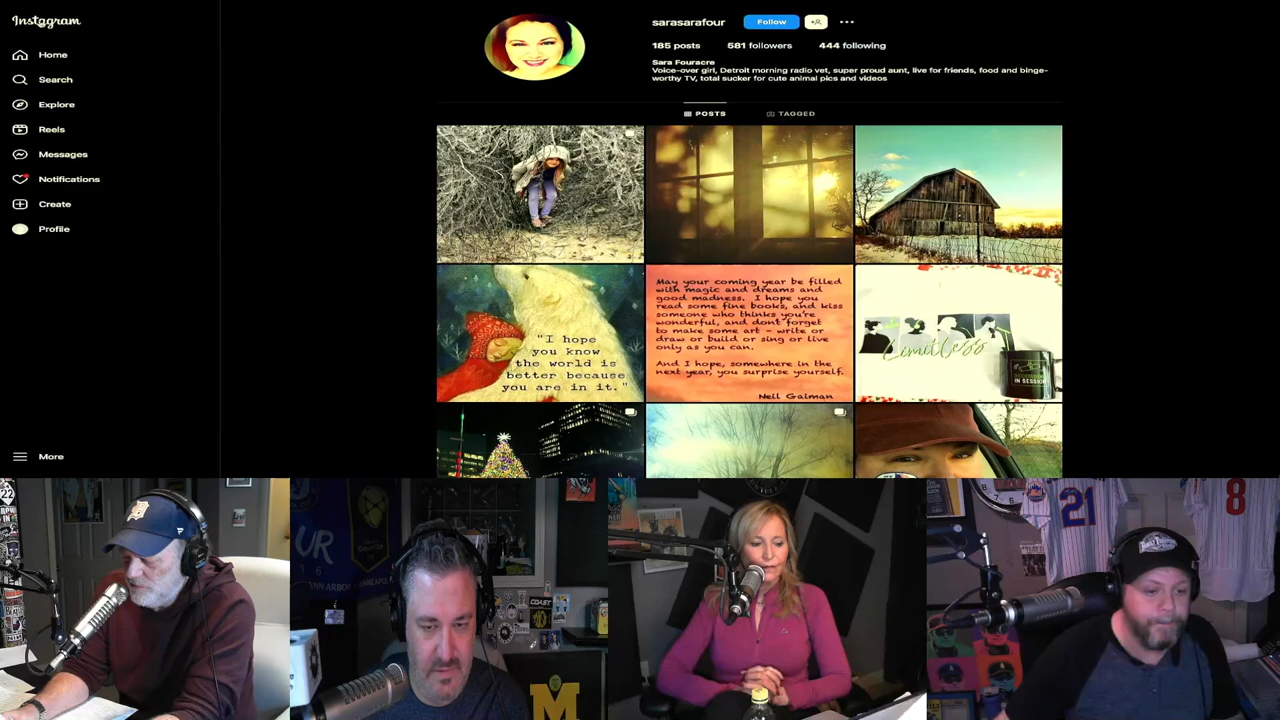 Instagram
Home
Search
Explore
Reels
Messages
Notifications
Create
Profile
More
sarasarafour
Follow
185 posts 581 followers 444 following
Sara Fouracre
Voice-over girl, Detroit morning radio vet, super proud aunt, live for friends, food and binge-
worthy TV, total sucker for cute animal pics and videos
POSTS TAGGED
"I hope
you know
the world is
better because
you are in it."
May your coming year be filled
with magic and dreams and
good madness. I hope you
read some fine books, and kiss
someone who thinks you're
wonderful, and don't forget
to make some art - write or
draw or build or sing or live
only as you can.
And I hope, somewhere in the
next year, you surprise yourself.
Neil Gaiman
Limitless
IN SESSION
22
UR
16
ANN ARBOR
COAST
M
21
8